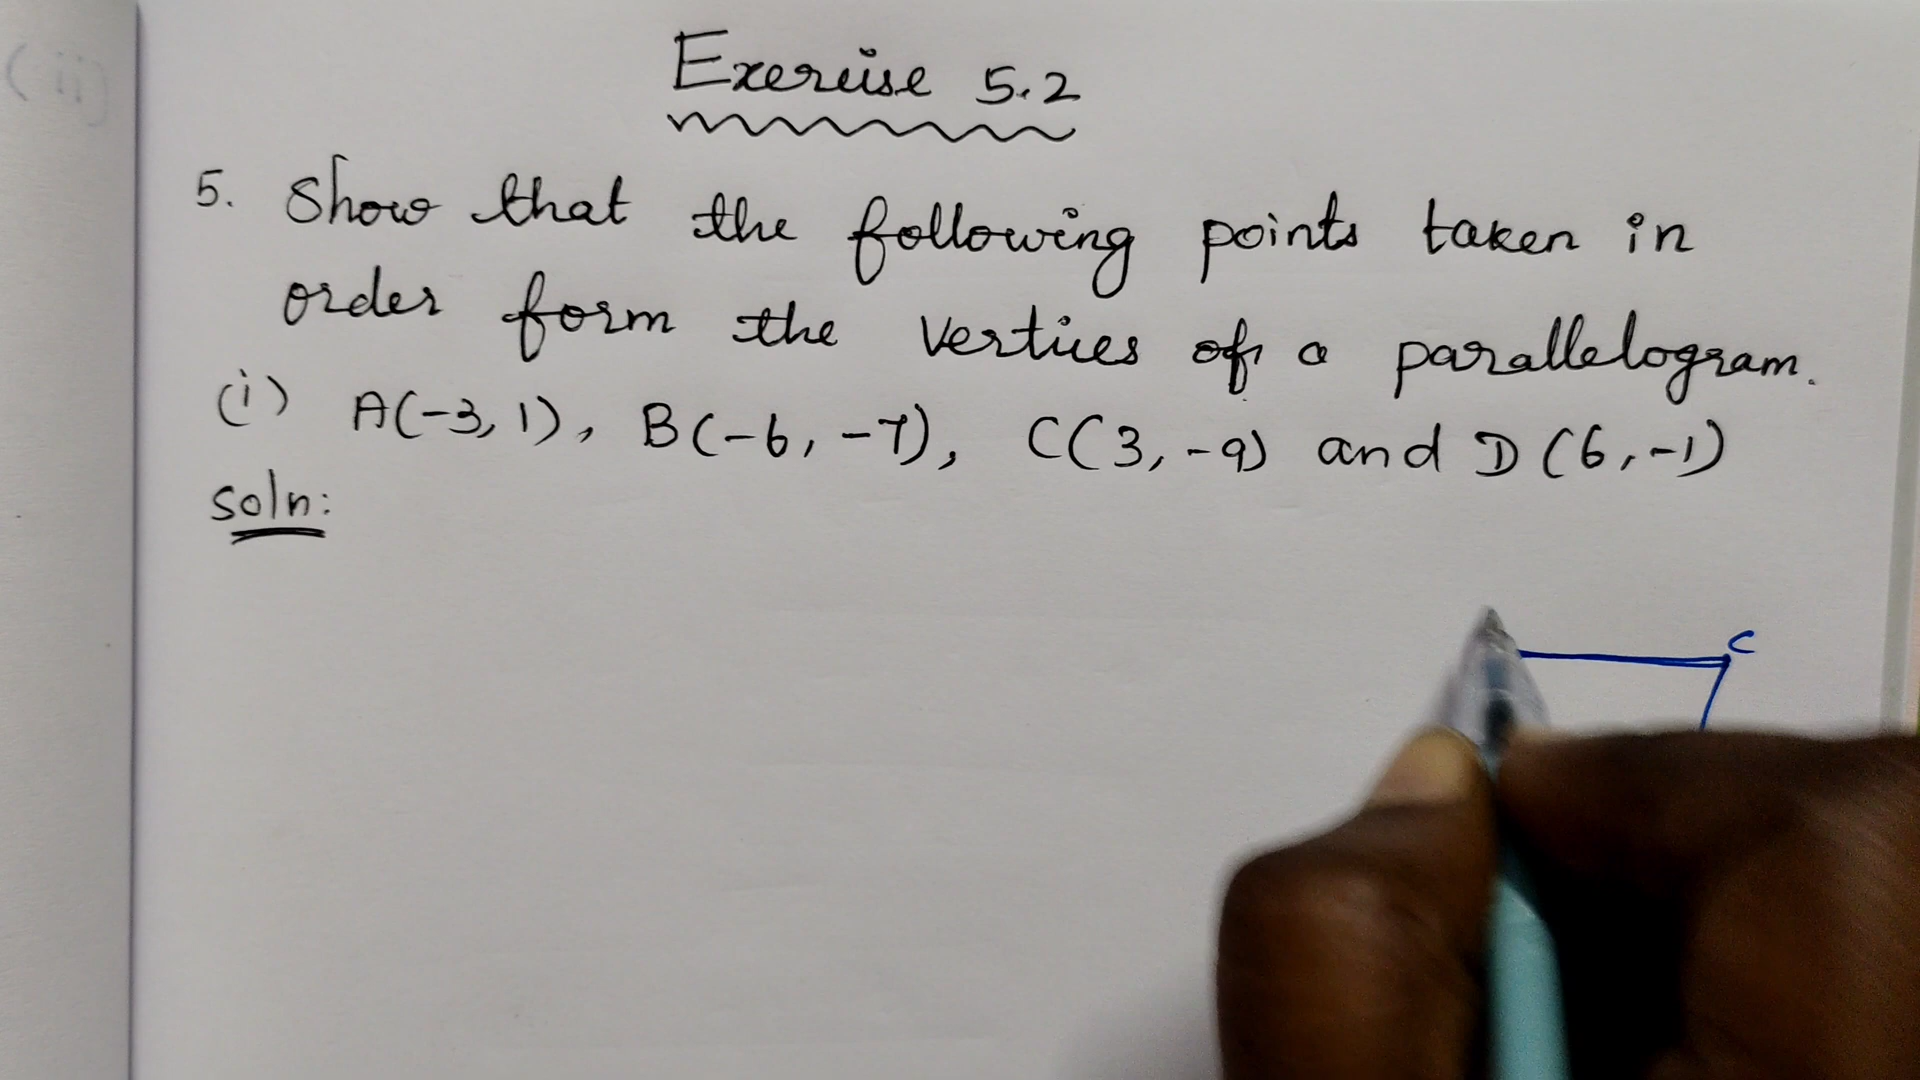 (ii)
Exercise 5.2
5. Show that the following points taken in
order form the vertices of a parallelogram.
(i) A(-3, 1), B(-6, -7), C(3, -9) and D(6, -1)
soln:
C